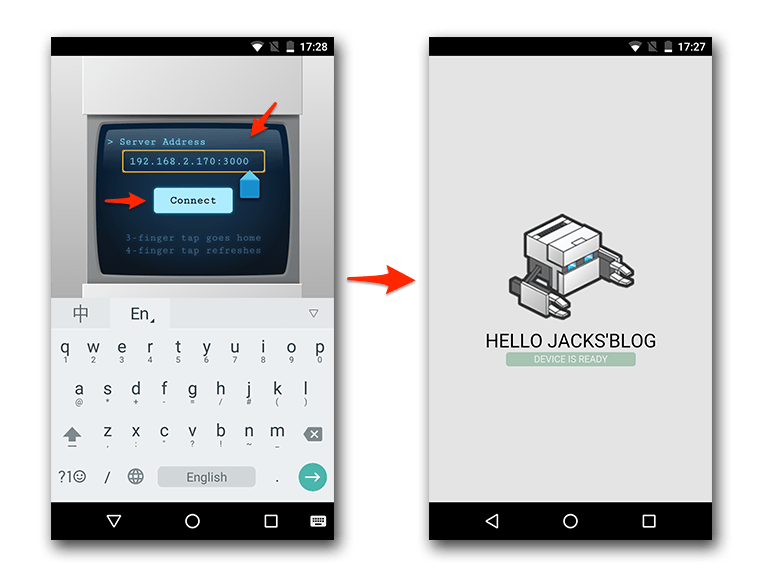 17:28
> Server Address
192.168.2.170:3000
Connect
3-finger tap goes home
4-finger tap refreshes
中 En
q w e r t y u i o p
1 2 3 4 5 6 7 8 9 0
a s d f g h j k l
@ * + - = / # ( )
z x c v b n m
, : ' ? ! ~ _
?1☺ / English .
17:27
HELLO JACKS'BLOG
DEVICE IS READY